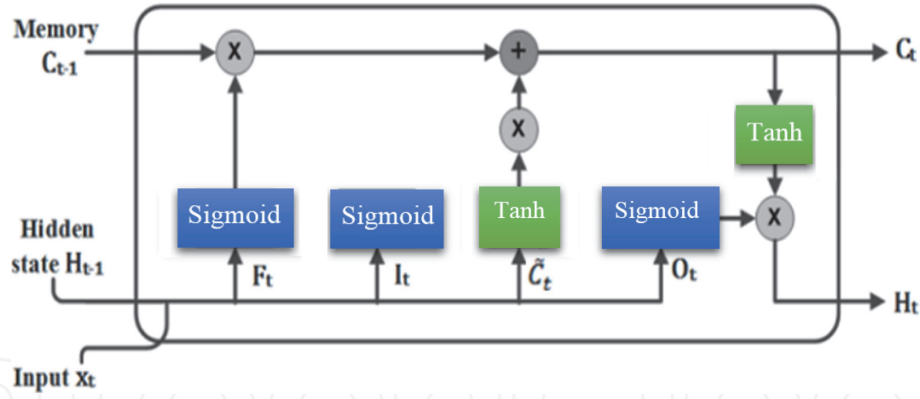 Memory
Cₜ₋₁
X
+
Cₜ
X
Tanh
Sigmoid
Sigmoid
Tanh
Sigmoid
X
Hidden
state Hₜ₋₁
Fₜ
Iₜ
C̃ₜ
Oₜ
Hₜ
Input xₜ